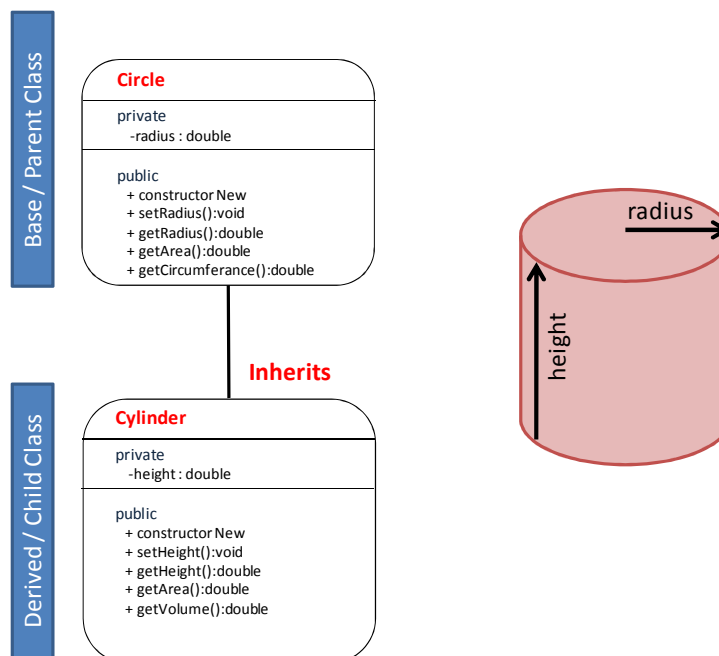 Base / Parent Class
Circle
private
-radius : double
public
+ constructor New
+ setRadius():void
+ getRadius():double
+ getArea():double
+ getCircumferance():double
Inherits
Derived / Child Class
Cylinder
private
-height : double
public
+ constructor New
+ setHeight():void
+ getHeight():double
+ getArea():double
+ getVolume():double
radius
height